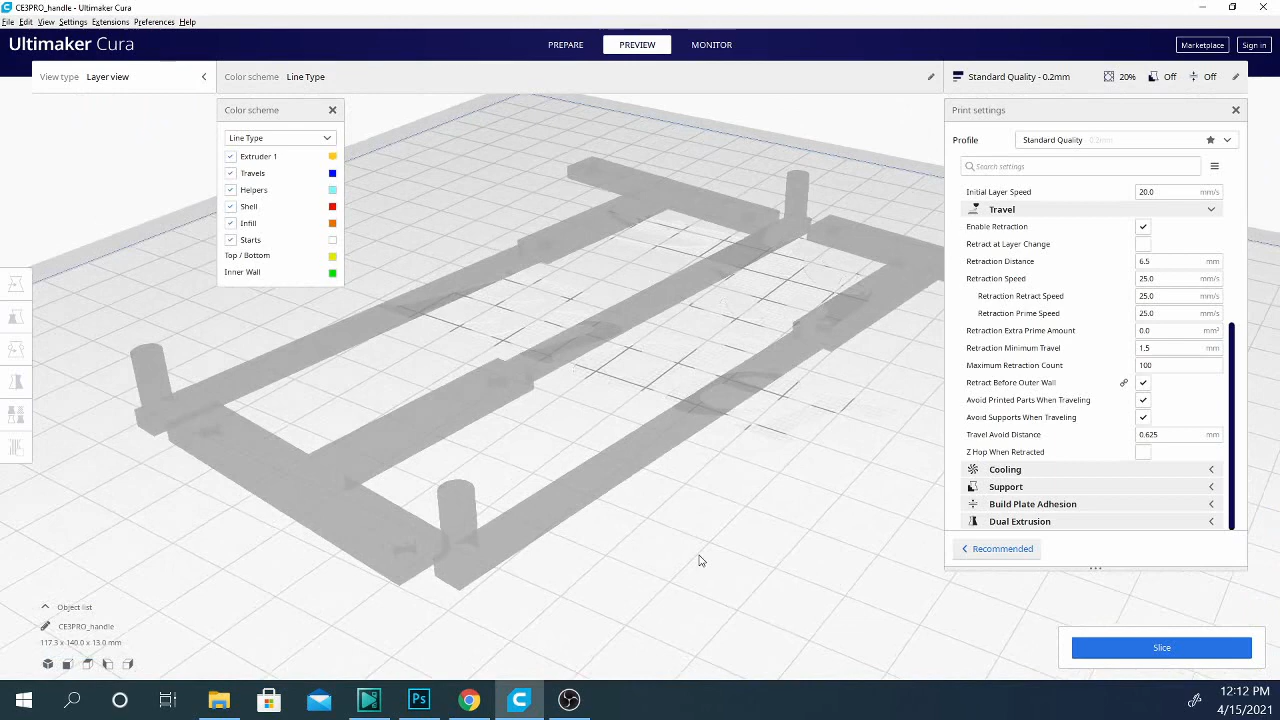 CE3PRO_handle - Ultimaker Cura
File Edit View Settings Extensions Preferences Help
Ultimaker Cura
PREPARE
PREVIEW
MONITOR
Marketplace
Sign in
View type Layer view
Color scheme Line Type
Standard Quality - 0.2mm
20%
Off
Off
Color scheme
Line Type
Extruder 1
Travels
Helpers
Shell
Infill
Starts
Top / Bottom
Inner Wall
Print settings
Profile Standard Quality 0.2mm
Search settings
Initial Layer Speed 20.0 mm/s
Travel
Enable Retraction
Retract at Layer Change
Retraction Distance 6.5 mm
Retraction Speed 25.0 mm/s
Retraction Retract Speed 25.0 mm/s
Retraction Prime Speed 25.0 mm/s
Retraction Extra Prime Amount 0.0 mm³
Retraction Minimum Travel 1.5 mm
Maximum Retraction Count 100
Retract Before Outer Wall
Avoid Printed Parts When Traveling
Avoid Supports When Traveling
Travel Avoid Distance 0.625 mm
Z Hop When Retracted
Cooling
Support
Build Plate Adhesion
Dual Extrusion
Recommended
Object list
CE3PRO_handle
117.3 x 140.0 x 13.0 mm
Slice
Ps
12:12 PM
4/15/2021